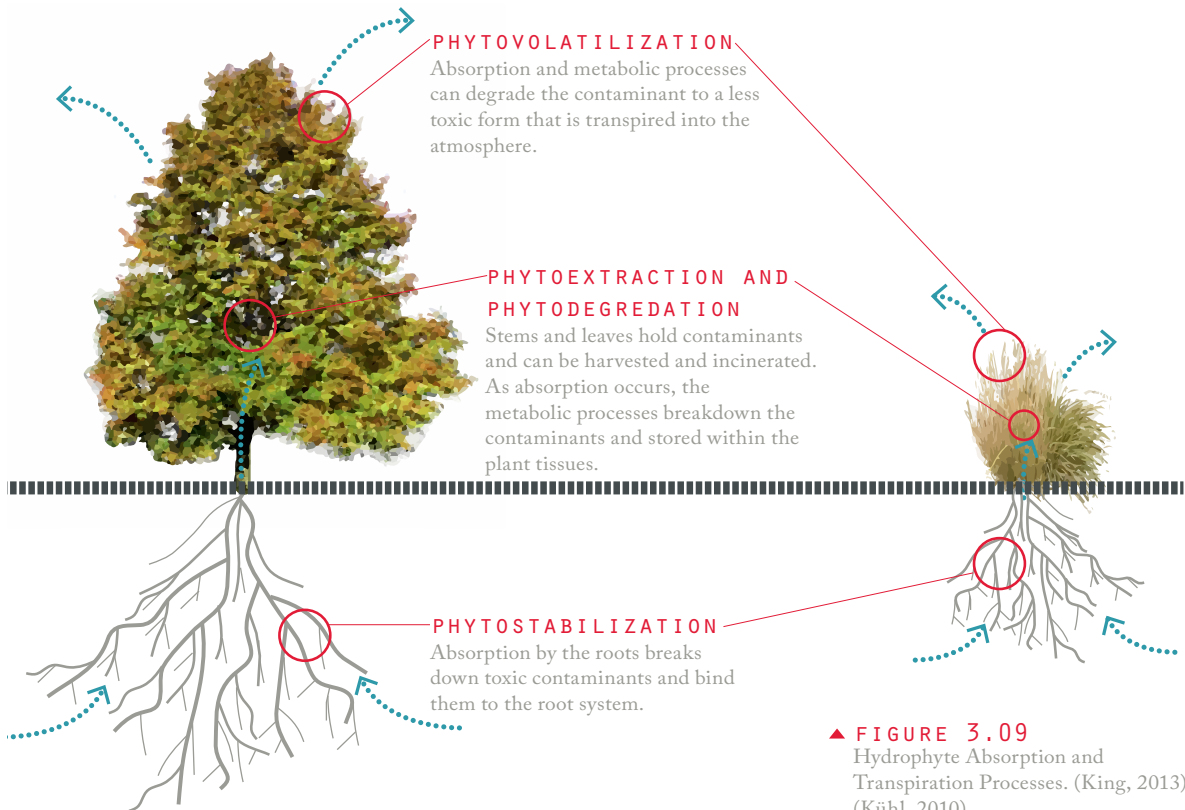 PHYTOVOLATILIZATION
Absorption and metabolic processes
can degrade the contaminant to a less
toxic form that is transpired into the
atmosphere.
PHYTOEXTRACTION AND
PHYTODEGREDATION
Stems and leaves hold contaminants
and can be harvested and incinerated.
As absorption occurs, the
metabolic processes breakdown the
contaminants and stored within the
plant tissues.
PHYTOSTABILIZATION
Absorption by the roots breaks
down toxic contaminants and bind
them to the root system.
▲ FIGURE 3.09
Hydrophyte Absorption and
Transpiration Processes. (King, 2013)
(Kühl, 2010)